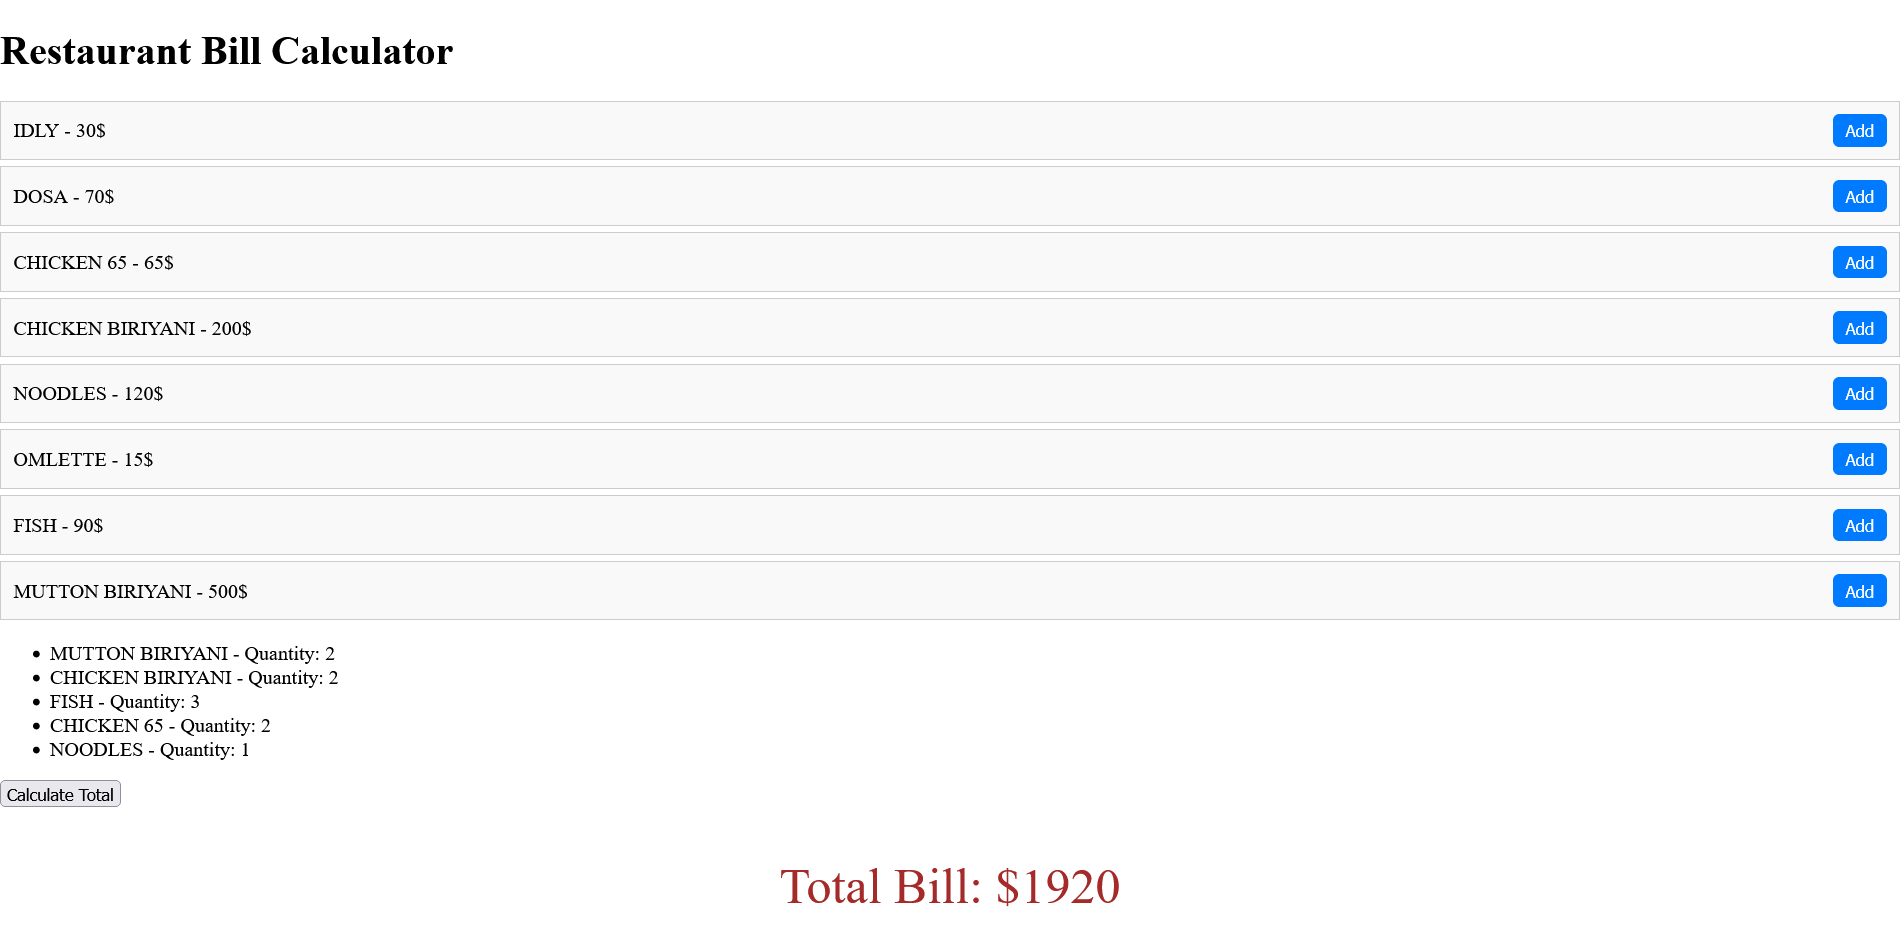 Restaurant Bill Calculator
IDLY - 30$ Add
DOSA - 70$ Add
CHICKEN 65 - 65$ Add
CHICKEN BIRIYANI - 200$ Add
NOODLES - 120$ Add
OMLETTE - 15$ Add
FISH - 90$ Add
MUTTON BIRIYANI - 500$ Add
• MUTTON BIRIYANI - Quantity: 2
• CHICKEN BIRIYANI - Quantity: 2
• FISH - Quantity: 3
• CHICKEN 65 - Quantity: 2
• NOODLES - Quantity: 1
Calculate Total
Total Bill: $1920